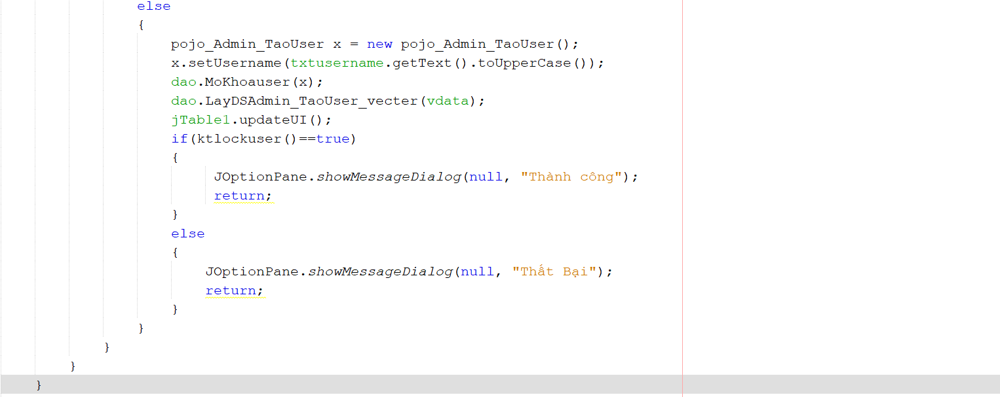 else
{
pojo_Admin_TaoUser x = new pojo_Admin_TaoUser();
x.setUsername(txtusername.getText().toUpperCase());
dao.MoKhoauser(x);
dao.LayDSAdmin_TaoUser_vecter(vdata);
jTable1.updateUI();
if(ktlockuser()==true)
{
JOptionPane.showMessageDialog(null, "Thành công");
return;
}
else
{
JOptionPane.showMessageDialog(null, "Thất Bại");
return;
}
}
}
}
}